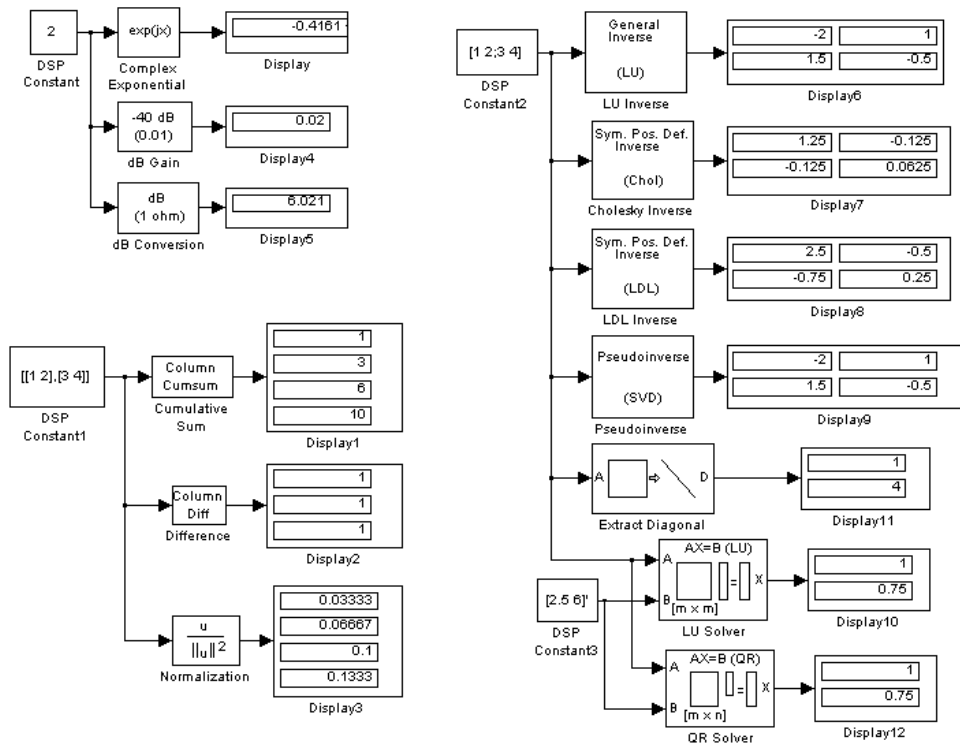 2
DSP
Constant
exp(jx)
Complex
Exponential
-0.4161
Display
-40 dB
(0.01)
dB Gain
0.02
Display4
dB
(1 ohm)
dB Conversion
6.021
Display5
[[1 2],[3 4]]
DSP
Constant1
Column
Cumsum
Cumulative
Sum
1
3
6
10
Display1
Column
Diff
Difference
1
1
1
Display2
u
||u||2
Normalization
0.03333
0.06667
0.1
0.1333
Display3
[1 2;3 4]
DSP
Constant2
General
Inverse
(LU)
LU Inverse
-2 1
1.5 -0.5
Display6
Sym. Pos. Def.
Inverse
(Chol)
Cholesky Inverse
1.25 -0.125
-0.125 0.0625
Display7
Sym. Pos. Def.
Inverse
(LDL)
LDL Inverse
2.5 -0.5
-0.75 0.25
Display8
Pseudoinverse
(SVD)
Pseudoinverse
-2 1
1.5 -0.5
Display9
A D
Extract Diagonal
1
4
Display11
[2.5 6]'
DSP
Constant3
AX=B (LU)
A
= X
B
[m x m]
LU Solver
1
0.75
Display10
AX=B (QR)
A
= X
B
[m x n]
QR Solver
1
0.75
Display12